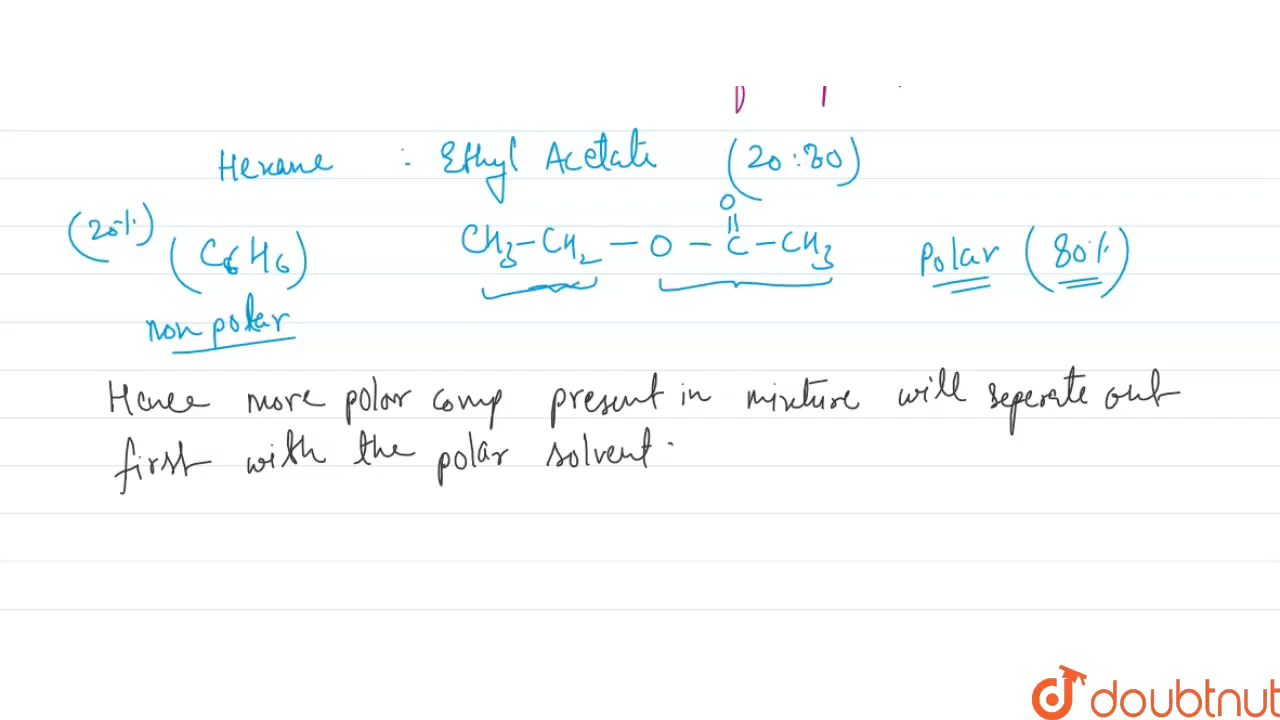 Hexane : Ethyl Acetate (20:80)
O
(20%) (C6H6) CH3-CH2-O-C-CH3 Polar (80%)
non polar
Hence more polar comp present in mixture will seperate out
first with the polar solvent.
doubtnut